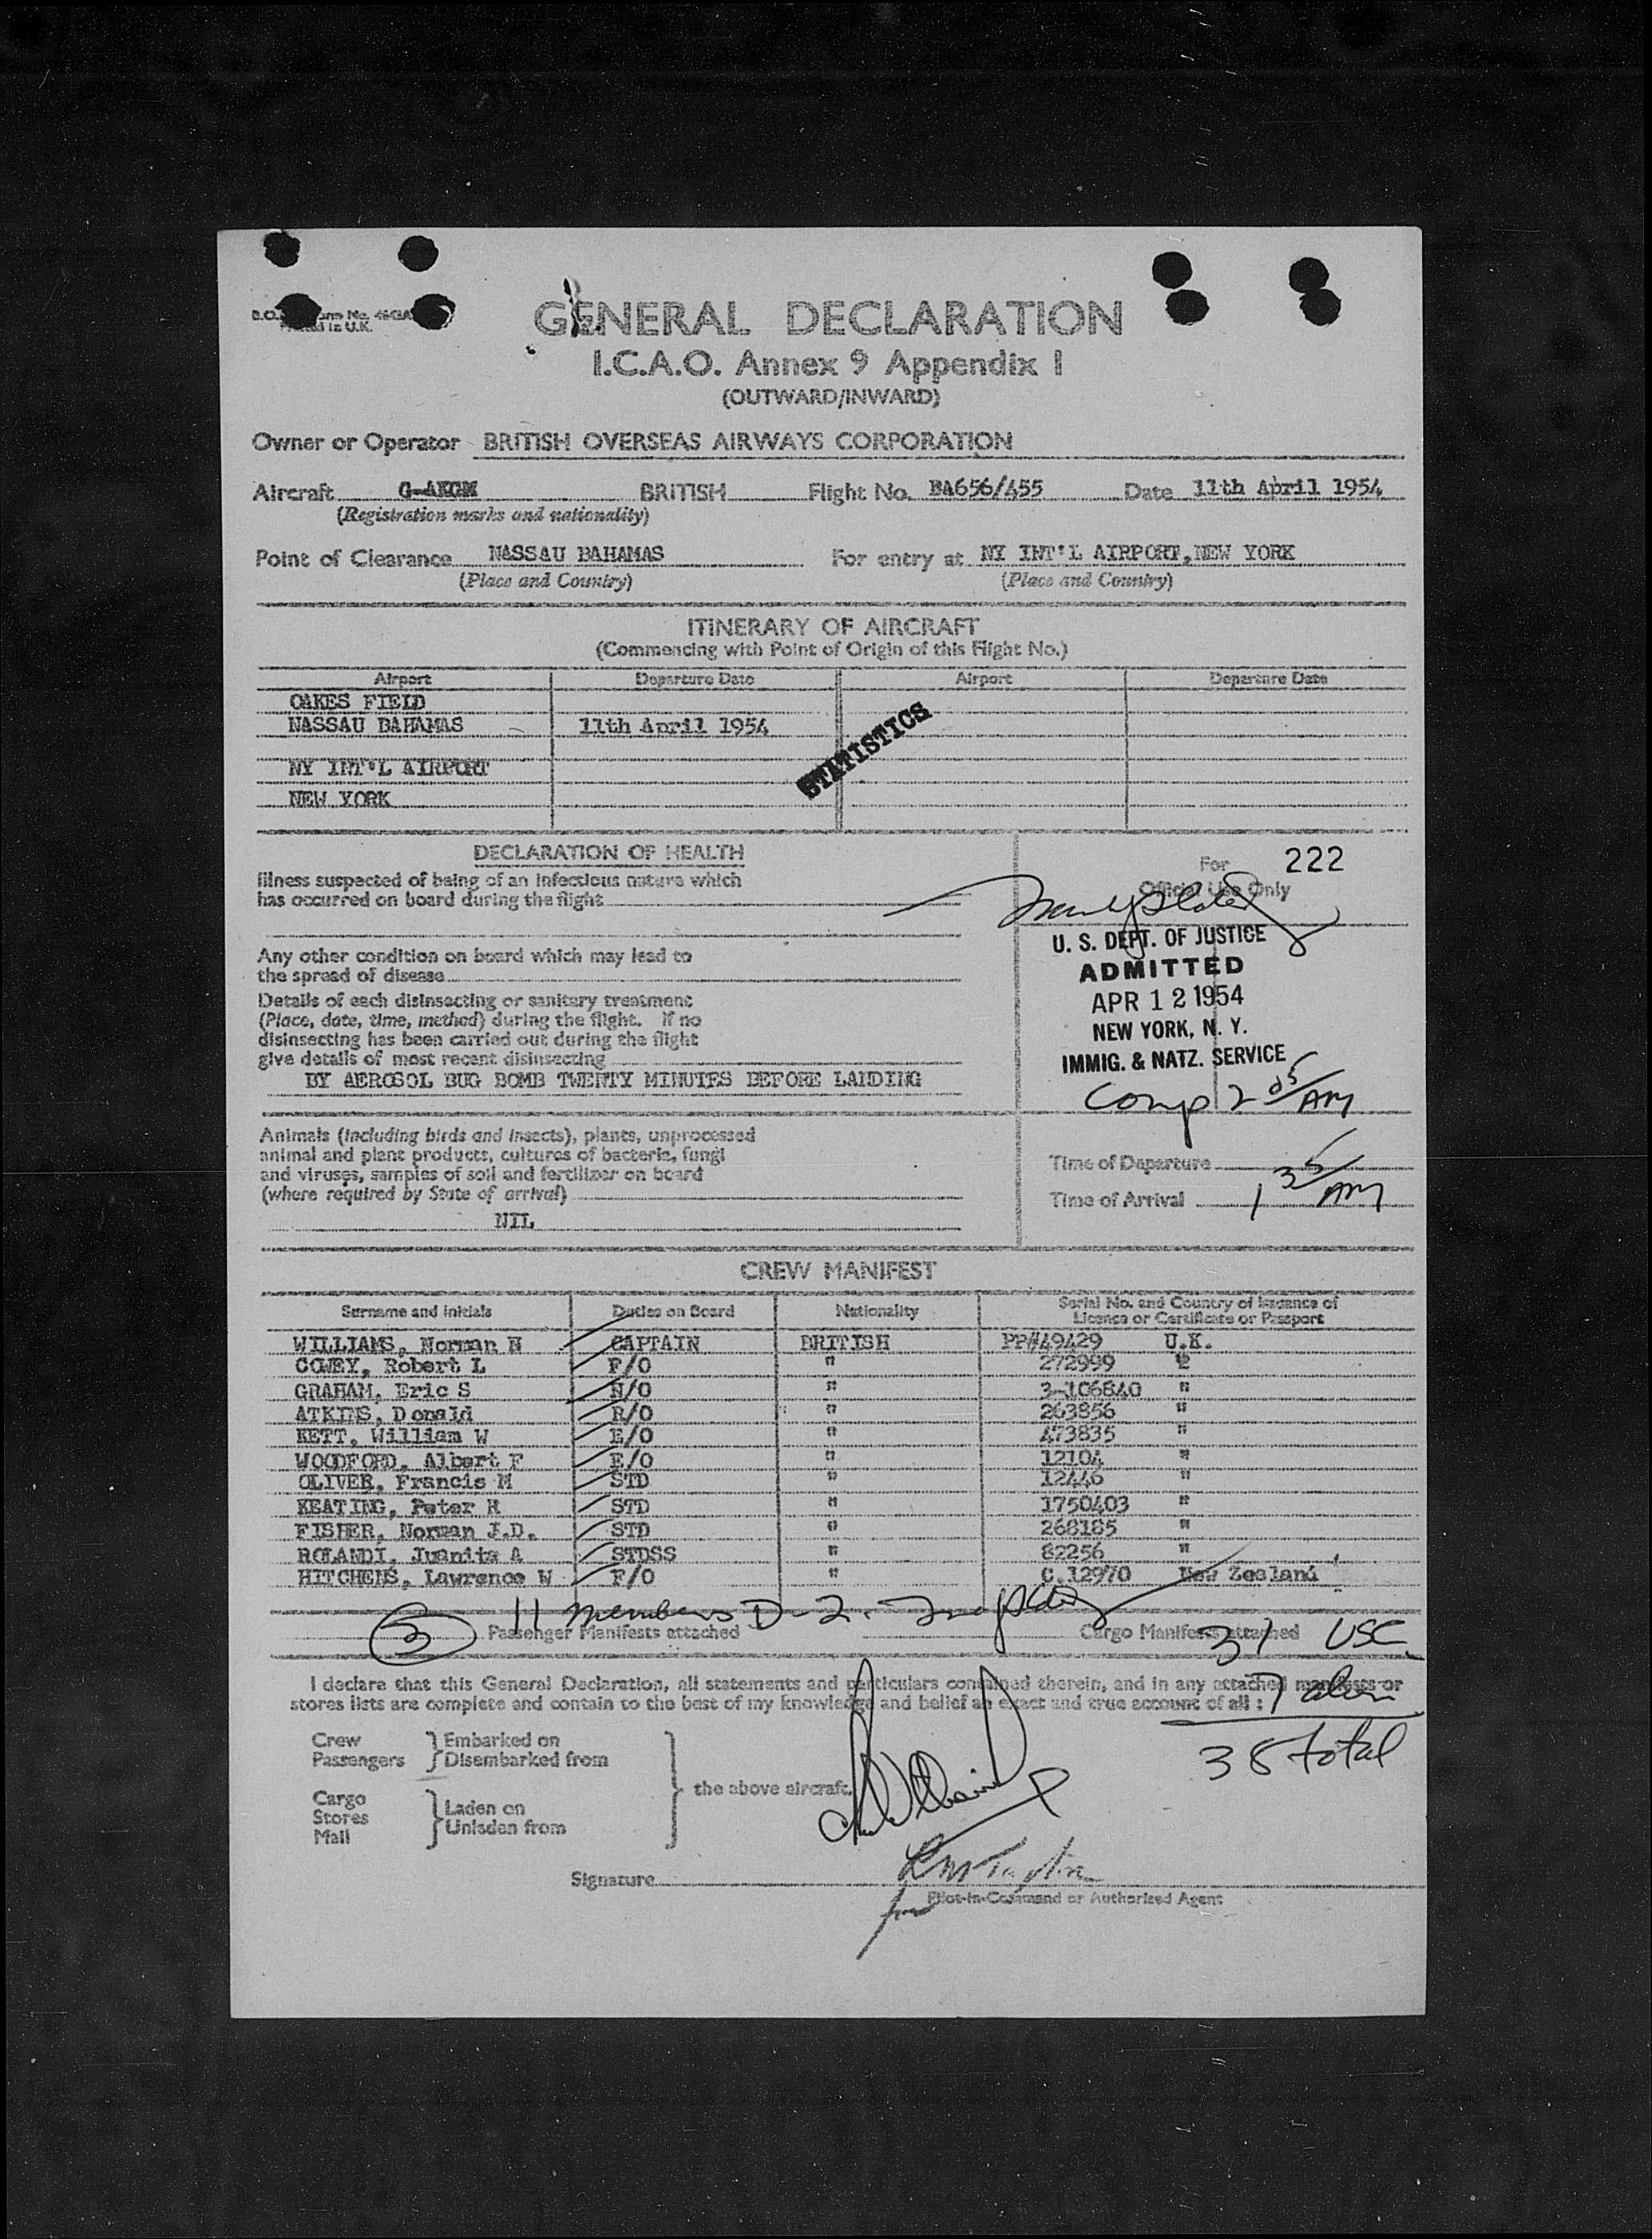 GENERAL DECLARATION
I.C.A.O. Annex 9 Appendix I
(OUTWARD/INWARD)
Printed in U.K.
Owner or Operator BRITISH OVERSEAS AIRWAYS CORPORATION
Aircraft G-AKGM BRITISH Flight No. BA656/455 Date 11th April 1954
(Registration marks and nationality)
Point of Clearance NASSAU BAHAMAS For entry at NY INT'L AIRPORT, NEW YORK
(Place and Country) (Place and Country)
ITINERARY OF AIRCRAFT
(Commencing with Point of Origin of this Flight No.)
Airport Departure Date Airport Departure Date
OAKES FIELD
NASSAU BAHAMAS 11th April 1954
STATISTICS
NY INT'L AIRPORT
NEW YORK
DECLARATION OF HEALTH
Illness suspected of being of an infectious nature which
has occurred on board during the flight
Any other condition on board which may lead to
the spread of disease
Details of each disinsecting or sanitary treatment
(Place, date, time, method) during the flight. If no
disinsecting has been carried out during the flight
give details of most recent disinsecting
BY AEROSOL BUG BOMB TWENTY MINUTES BEFORE LANDING
Animals (including birds and insects), plants, unprocessed
animal and plant products, cultures of bacteria, fungi
and viruses, samples of soil and fertilizer on board
(where required by State of arrival)
NIL
For 222
Official Use Only
U. S. DEPT. OF JUSTICE
ADMITTED
APR 12 1954
NEW YORK, N. Y.
IMMIG. & NATZ. SERVICE
Comp 2 05 AM
Time of Departure
Time of Arrival 1 35 AM
CREW MANIFEST
Surname and Initials Duties on Board Nationality Serial No. and Country of Issuance of
Licence or Certificate or Passport
WILLIAMS, Norman H CAPTAIN BRITISH PP#49429 U.K.
COWEY, Robert L F/O " 272999 "
GRAHAM, Eric S N/O " 3-106840 "
ATKINS, Donald R/O " 263856 "
KETT, William W E/O " 473835 "
WOODFORD, Albert F E/O " 12104 "
OLIVER, Francis M STD " 12446 "
KEATING, Peter R STD " 1750403 "
FISHER, Norman J.D. STD " 268185 "
ROLANDI, Juanita A STDSS " 82256 "
HITCHENS, Lawrence W F/O " C.12970 New Zealand
11 members D-2
3 Passenger Manifests attached Cargo Manifests attached
31 USC
7 alien
38 total
I declare that this General Declaration, all statements and particulars contained therein, and in any attached manifests or
stores lists are complete and contain to the best of my knowledge and belief an exact and true account of all :
Crew Embarked on
Passengers Disembarked from
the above aircraft.
Cargo
Stores Laden on
Mail Unladen from
Signature
for
Pilot-in-Command or Authorised Agent